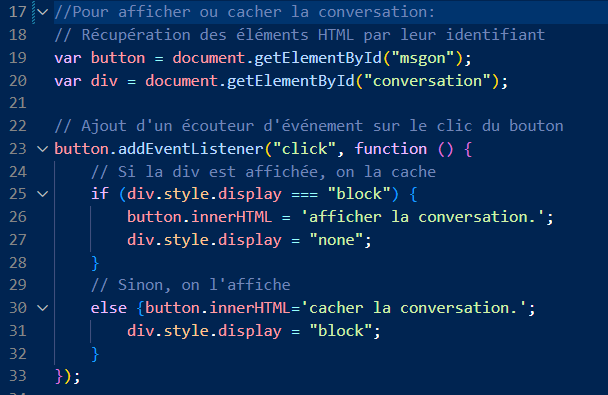 17 //Pour afficher ou cacher la conversation:
18 // Récupération des éléments HTML par leur identifiant
19 var button = document.getElementById("msgon");
20 var div = document.getElementById("conversation");
21
22 // Ajout d'un écouteur d'événement sur le clic du bouton
23 button.addEventListener("click", function () {
24     // Si la div est affichée, on la cache
25     if (div.style.display === "block") {
26         button.innerHTML = 'afficher la conversation.';
27         div.style.display = "none";
28     }
29     // Sinon, on l'affiche
30     else {button.innerHTML='cacher la conversation.';
31         div.style.display = "block";
32     }
33 });